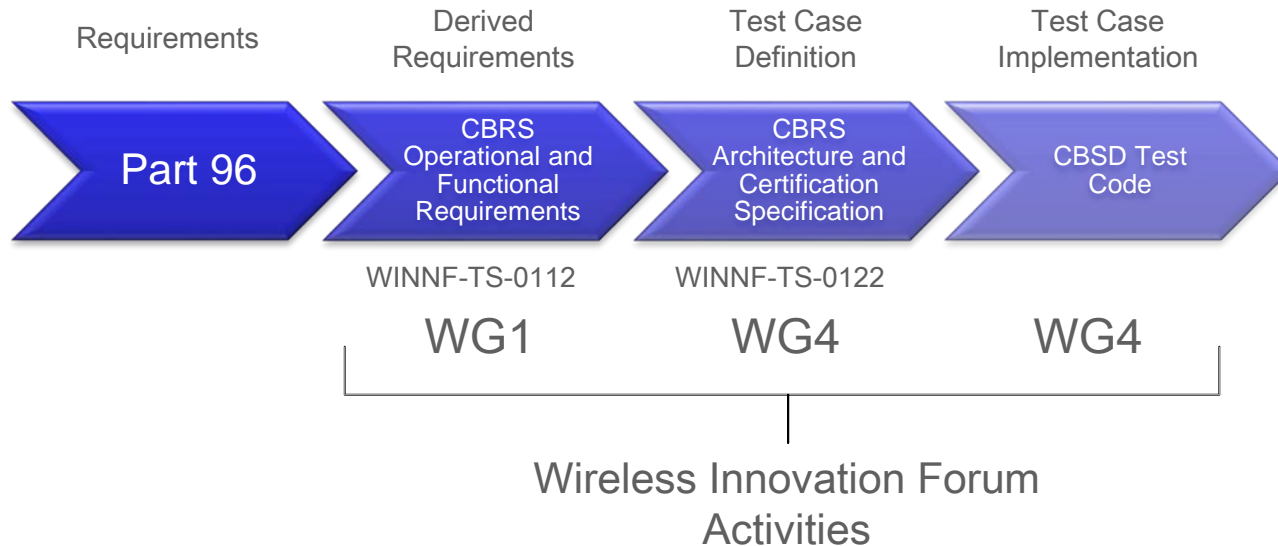 Requirements
Derived
Requirements
Test Case
Definition
Test Case
Implementation
Part 96
CBRS
Operational and
Functional
Requirements
CBRS
Architecture and
Certification
Specification
CBSD Test
Code
WINNF-TS-0112
WINNF-TS-0122
WG1
WG4
WG4
Wireless Innovation Forum
Activities